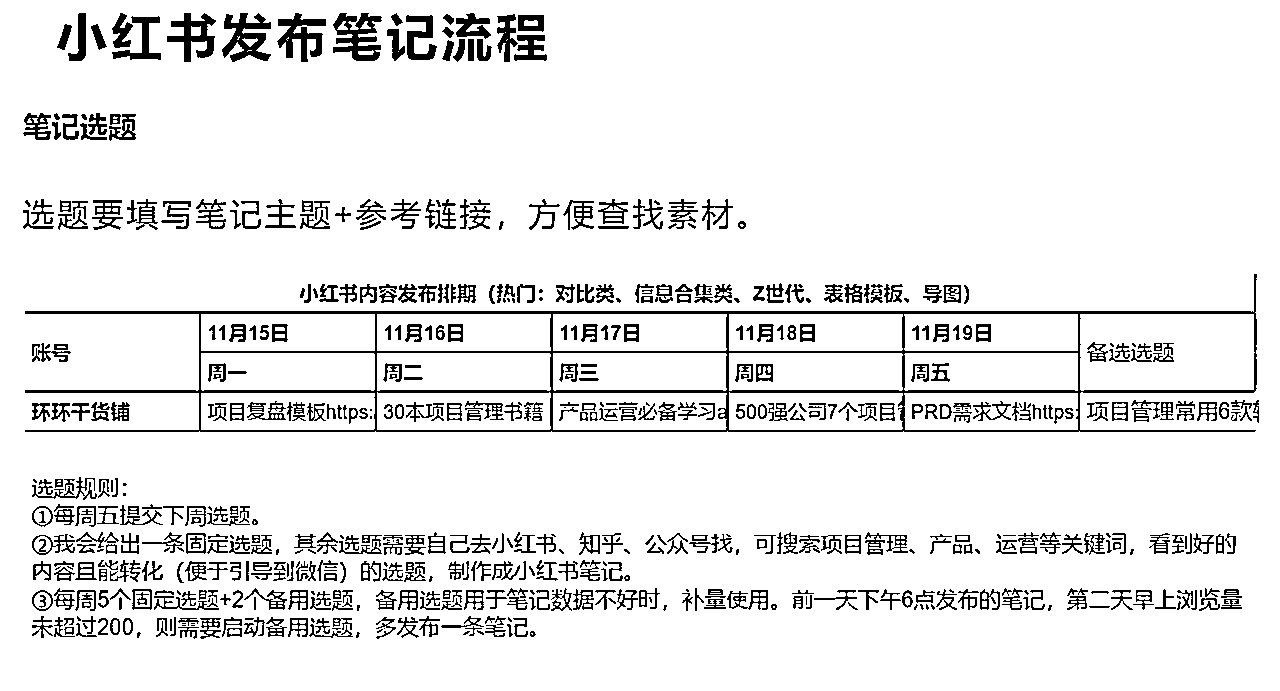 小红书发布笔记流程
笔记选题
选题要填写笔记主题+参考链接，方便查找素材。
小红书内容发布排期（热门：对比类、信息合集类、Z世代、表格模板、导图）
账号 11月15日 11月16日 11月17日 11月18日 11月19日 备选选题
周一 周二 周三 周四 周五
环环干货铺 项目复盘模板https: 30本项目管理书籍 产品运营必备学习a 500强公司7个项目 PRD需求文档https: 项目管理常用6款
选题规则：
①每周五提交下周选题。
②我会给出一条固定选题，其余选题需要自己去小红书、知乎、公众号找，可搜索项目管理、产品、运营等关键词，看到好的
内容且能转化（便于引导到微信）的选题，制作成小红书笔记。
③每周5个固定选题+2个备用选题，备用选题用于笔记数据不好时，补量使用。前一天下午6点发布的笔记，第二天早上浏览量
未超过200，则需要启动备用选题，多发布一条笔记。